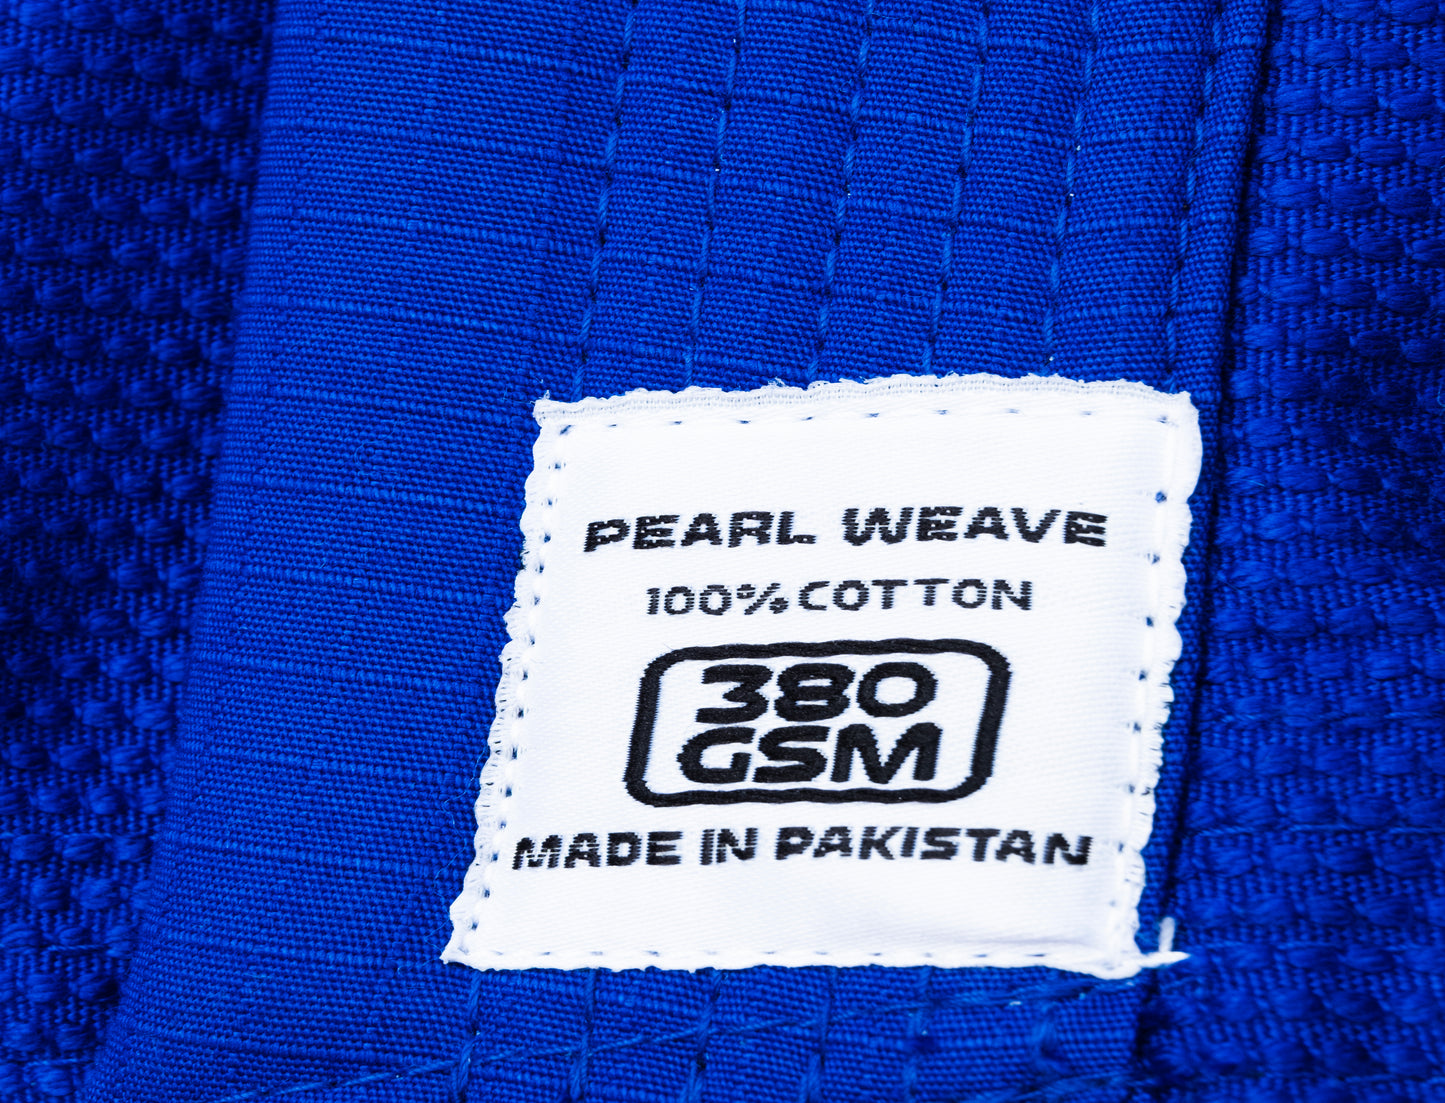 PEARL WEAVE
100% COTTON
380
GSM
MADE IN PAKISTAN